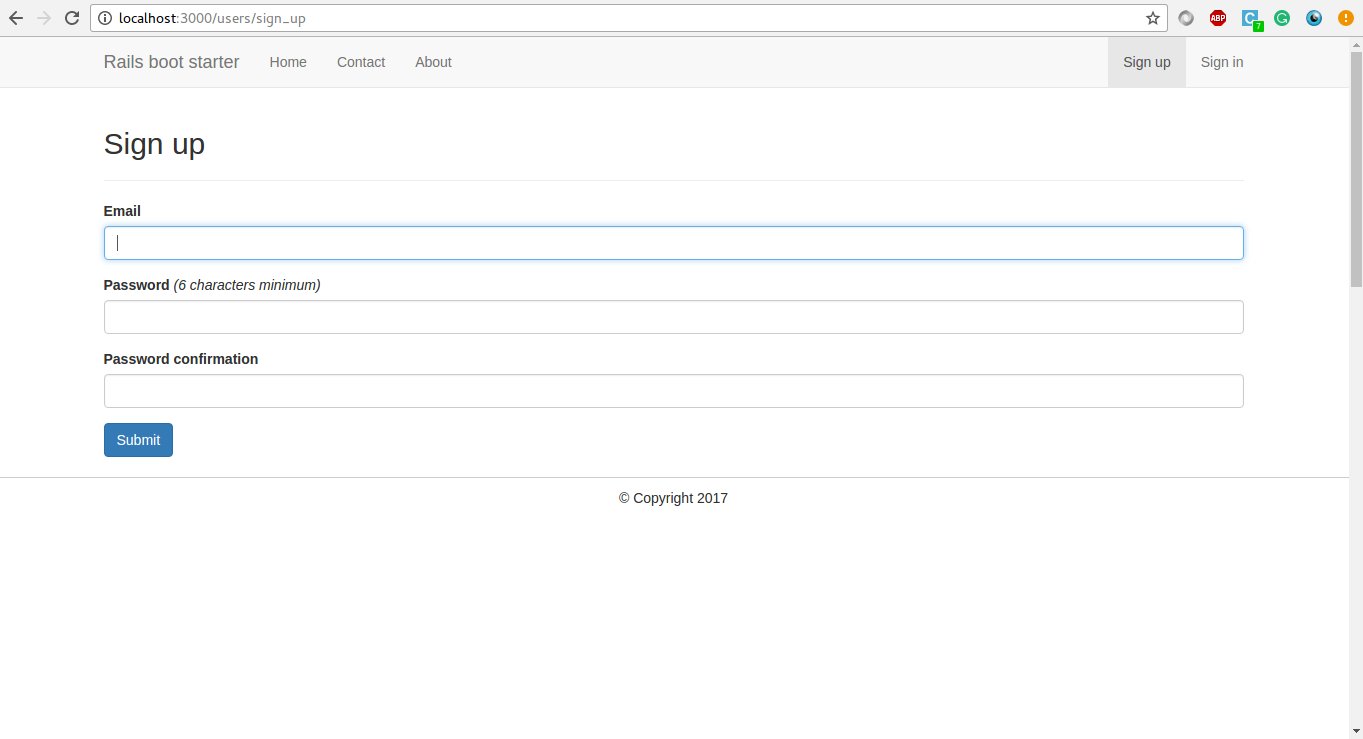 localhost:3000/users/sign_up
ABP
C
7
G
Rails boot starter Home Contact About Sign up Sign in
Sign up
Email
Password (6 characters minimum)
Password confirmation
Submit
© Copyright 2017